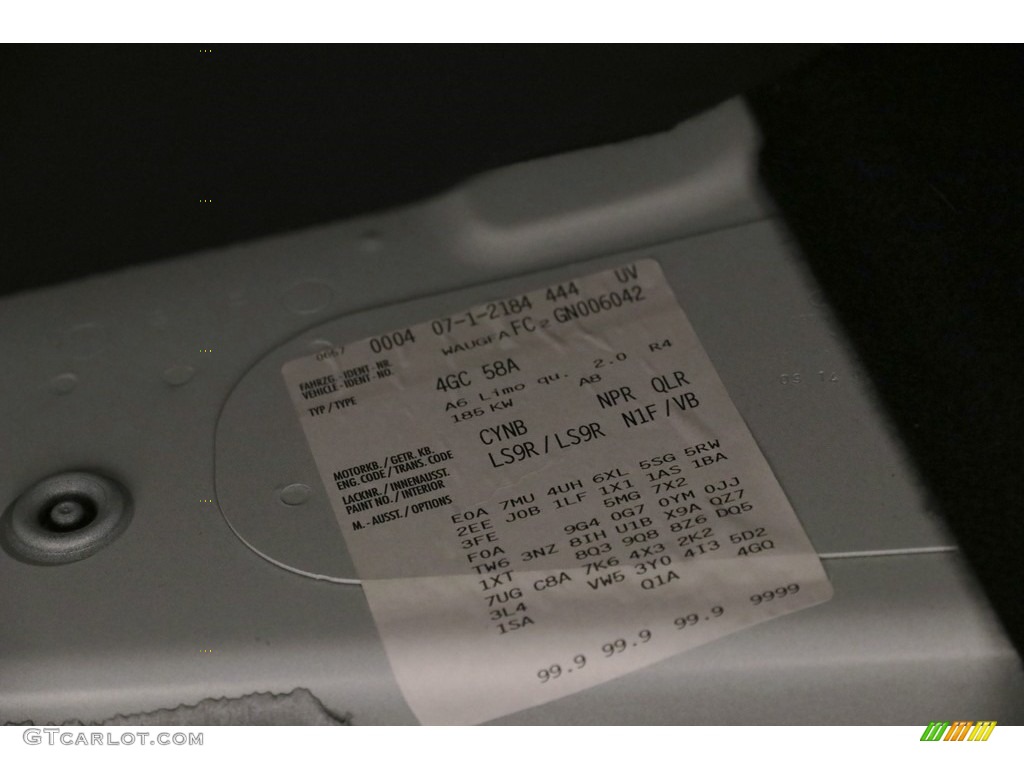 0667 0004 07-1-2184 444 UV
FAHRZG.-IDENT-NR.
VEHICLE-IDENT-NO. WAUGFAFC2GN006042
TYP/TYPE 4GC 58A
A6 Limo qu. 2.0 R4
185 KW A8
MOTORKB./GETR.KB.
ENG.CODE/TRANS.CODE CYNB NPR QLR
LACKNR./INNENAUSST.
PAINT NO./INTERIOR LS9R/LS9R N1F/VB
M.-AUSST./OPTIONS
E0A 7MU 4UH 6XL 5SG 5RW
2EE J0B 1LF 1X1 1AS 1BA
3FE 5MG 7X2
F0A 9G4 0G7 0YM 0JJ
TW6 3NZ 8IH U1B X9A QZ7
1XT 8Q3 9Q8 8Z6 DQ5
7UG C8A 7K6 4X3 2K2
3L4 VW5 3Y0 4I3 5D2
1SA Q1A 4GQ
99.9 99.9 99.9 9999
GTCARLOT.COM